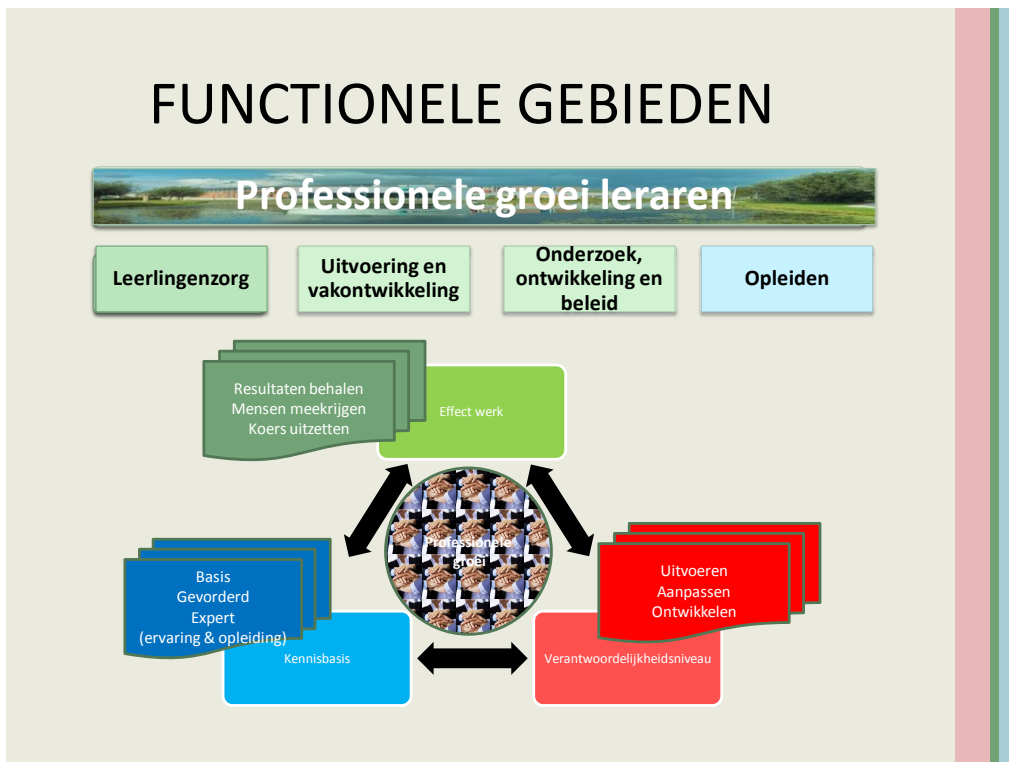 FUNCTIONELE GEBIEDEN
Professionele groei leraren
Leerlingenzorg
Uitvoering en
vakontwikkeling
Onderzoek,
ontwikkeling en
beleid
Opleiden
Resultaten behalen
Mensen meekrijgen
Koers uitzetten
Effect werk
Professionele
groei
Basis
Gevorderd
Expert
(ervaring & opleiding)
Kennisbasis
Uitvoeren
Aanpassen
Ontwikkelen
Verantwoordelijkheidsniveau